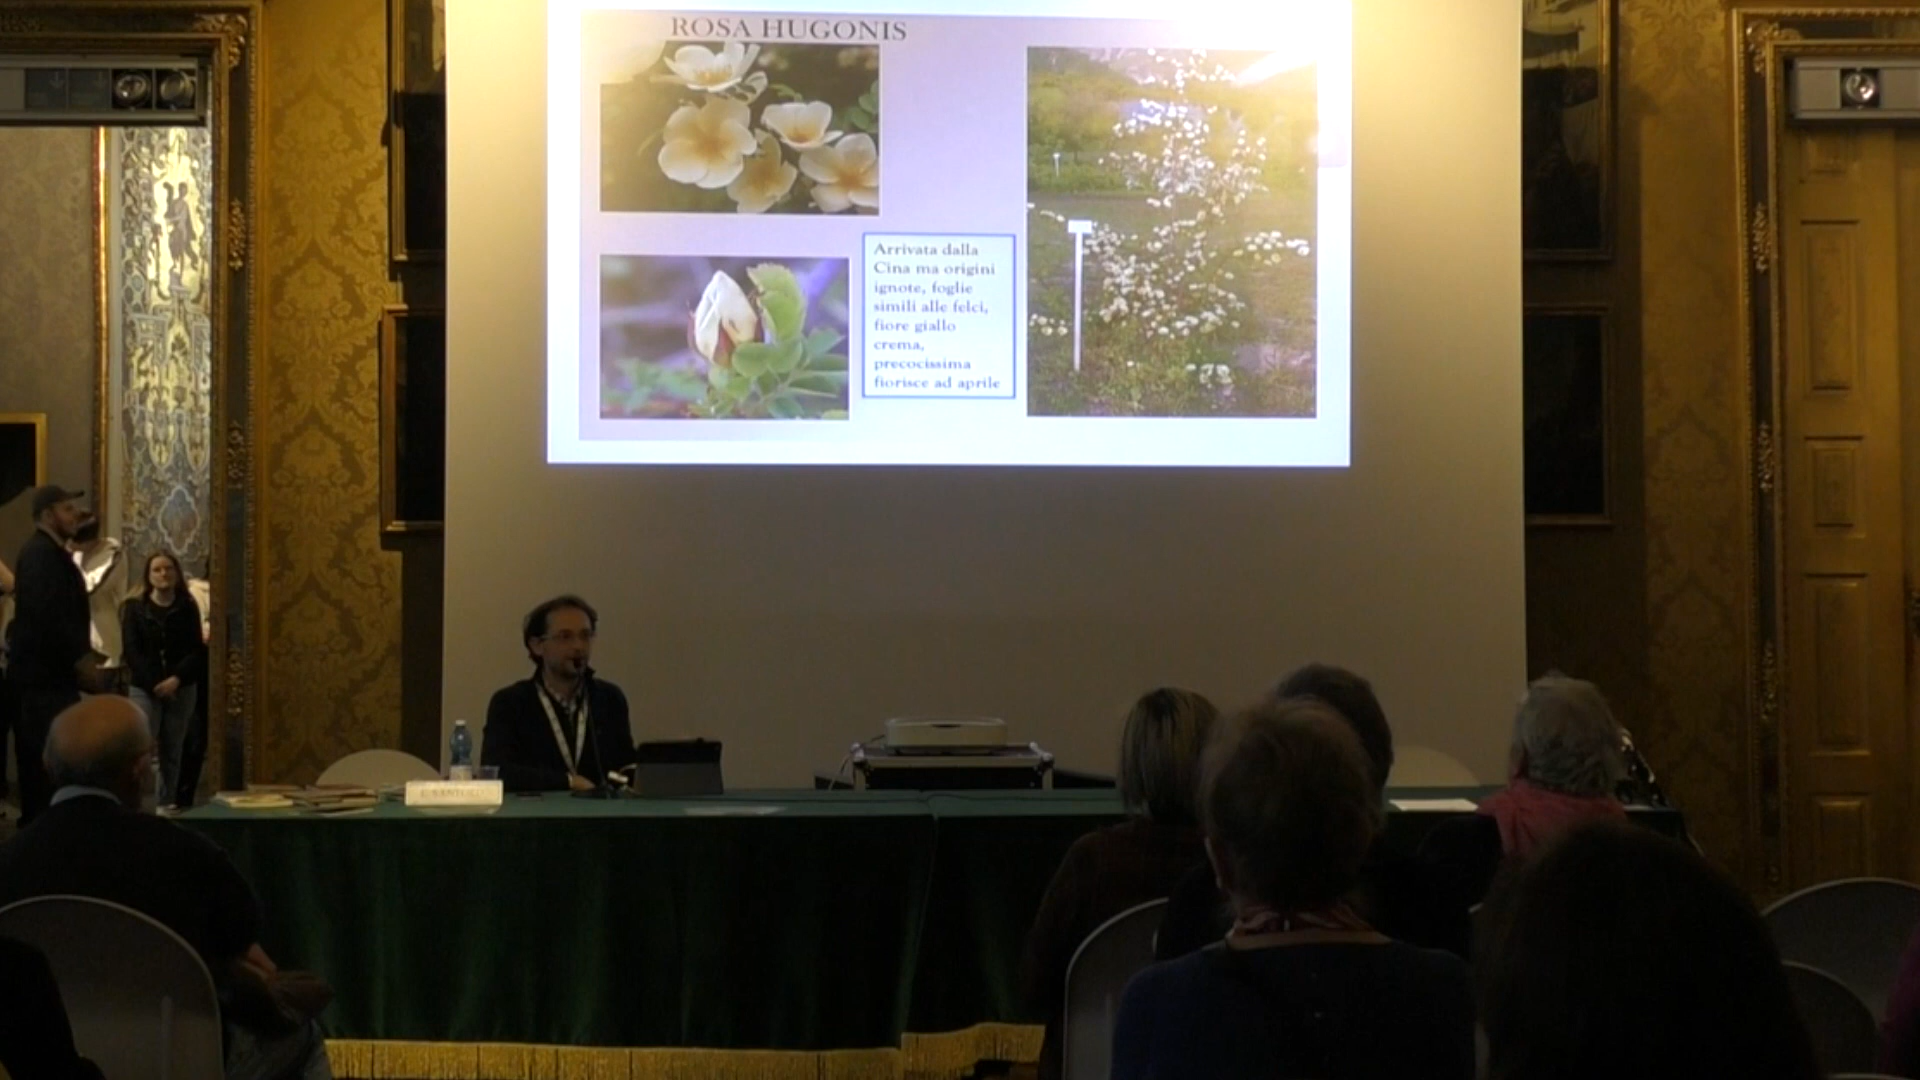 ROSA HUGONIS
Arrivata dalla
Cina ma origini
ignote, foglie
simili alle felci,
fiore giallo
crema,
precocissima
fiorisce ad aprile